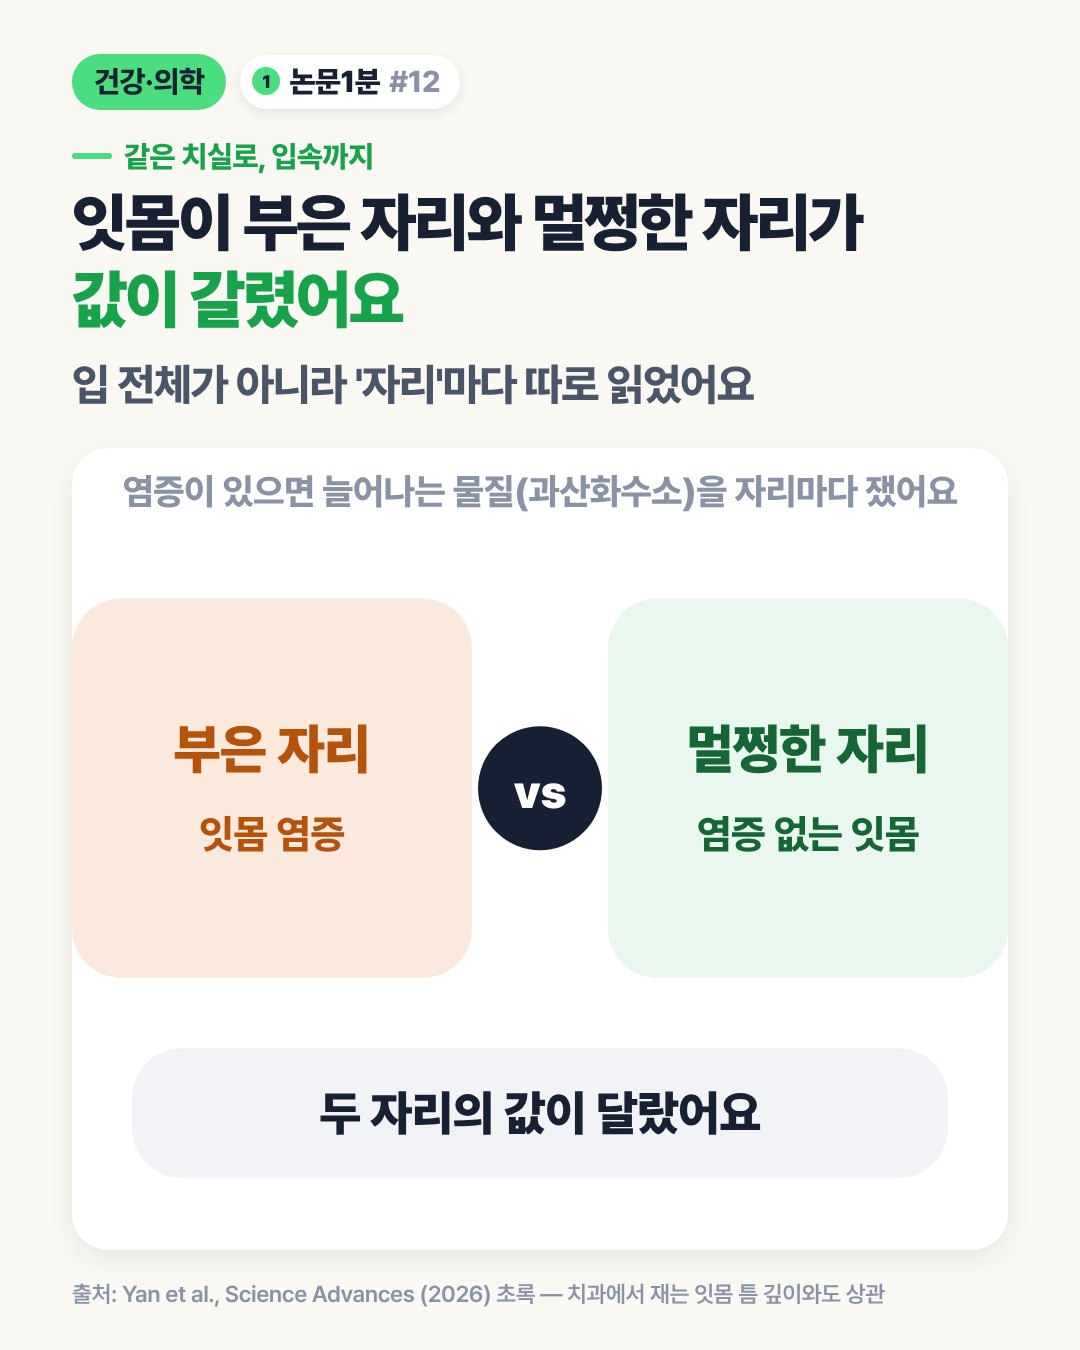 건강·의학
1 논문1분 #12
같은 치실로, 입속까지
잇몸이 부은 자리와 멀쩡한 자리가
값이 갈렸어요
입 전체가 아니라 '자리'마다 따로 읽었어요
염증이 있으면 늘어나는 물질(과산화수소)을 자리마다 쟀어요
부은 자리
잇몸 염증
vs
멀쩡한 자리
염증 없는 잇몸
두 자리의 값이 달랐어요
출처: Yan et al., Science Advances (2026) 초록 — 치과에서 재는 잇몸 틈 깊이와도 상관